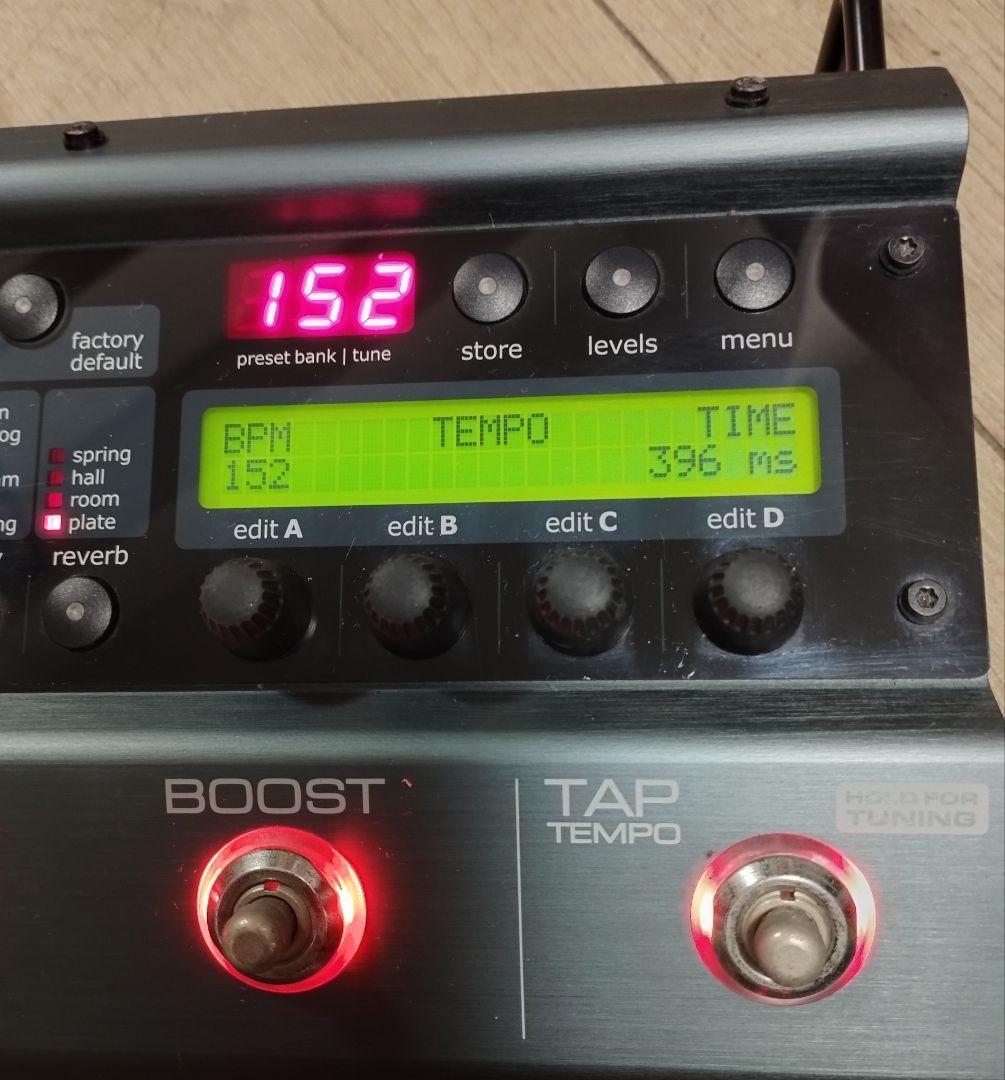 152
factory
default
preset bank | tune
store
levels
menu
BPM TEMPO TIME
152 396 ms
spring
hall
room
plate
reverb
edit A
edit B
edit C
edit D
BOOST
TAP
TEMPO
HOLD FOR
TUNING